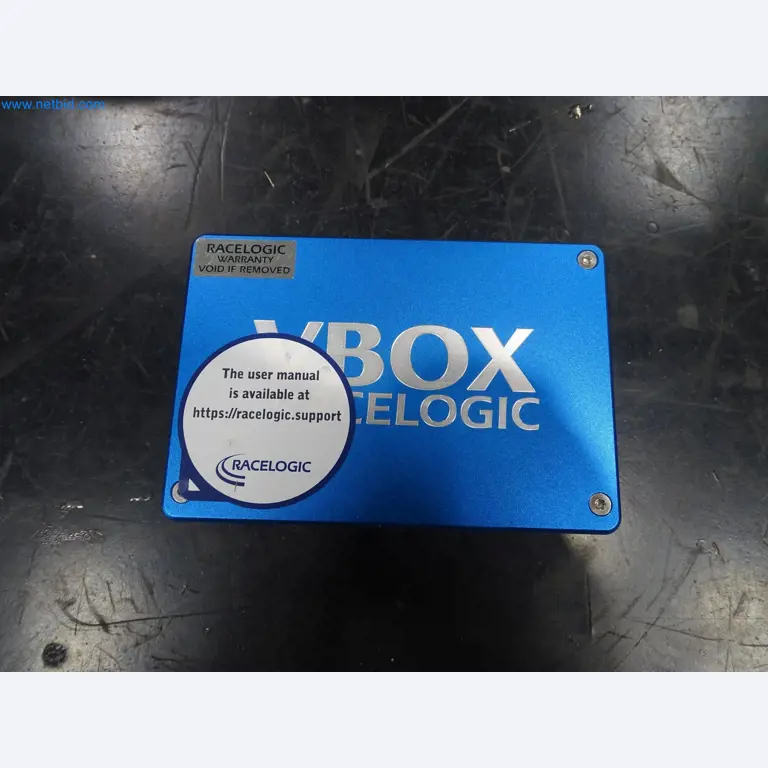 www.netbid.com
RACELOGIC
WARRANTY
VOID IF REMOVED
VBOX
The user manual
is available at
https://racelogic.support
CELOGIC
RACELOGIC